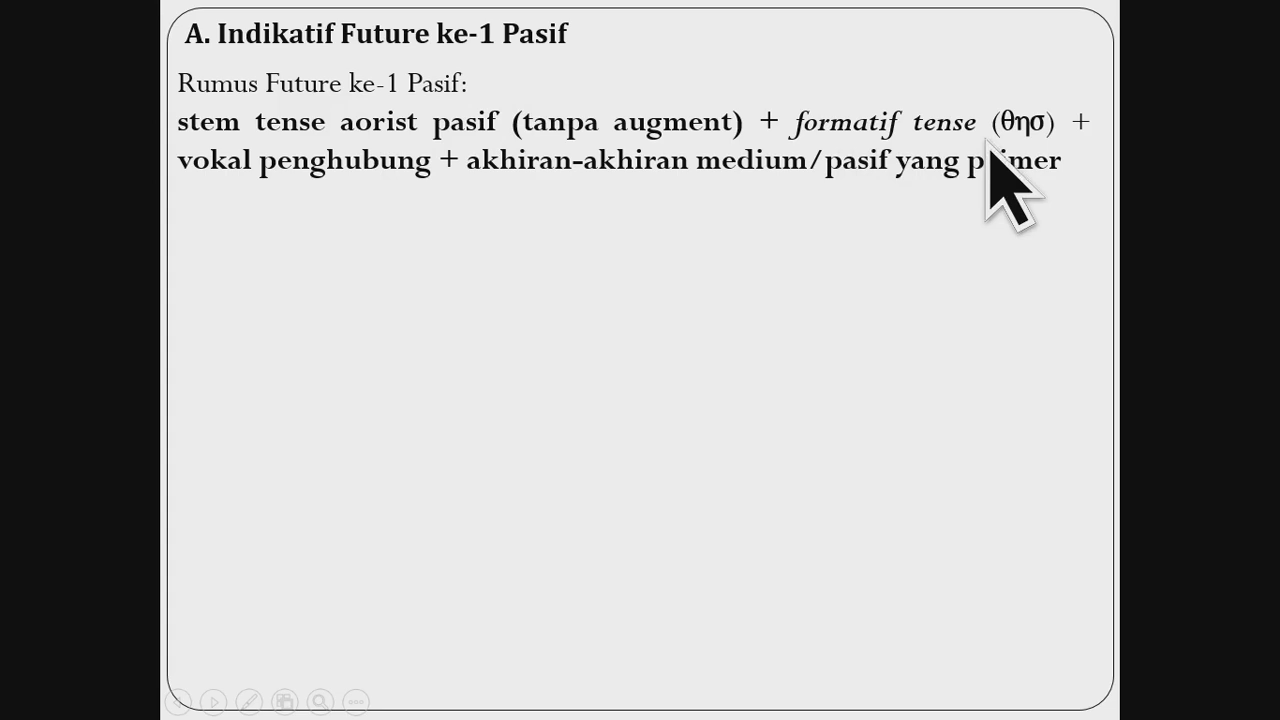 A. Indikatif Future ke-1 Pasif
Rumus Future ke-1 Pasif:
stem tense aorist pasif (tanpa augment) + formatif tense (θησ) +
vokal penghubung + akhiran-akhiran medium/pasif yang primer